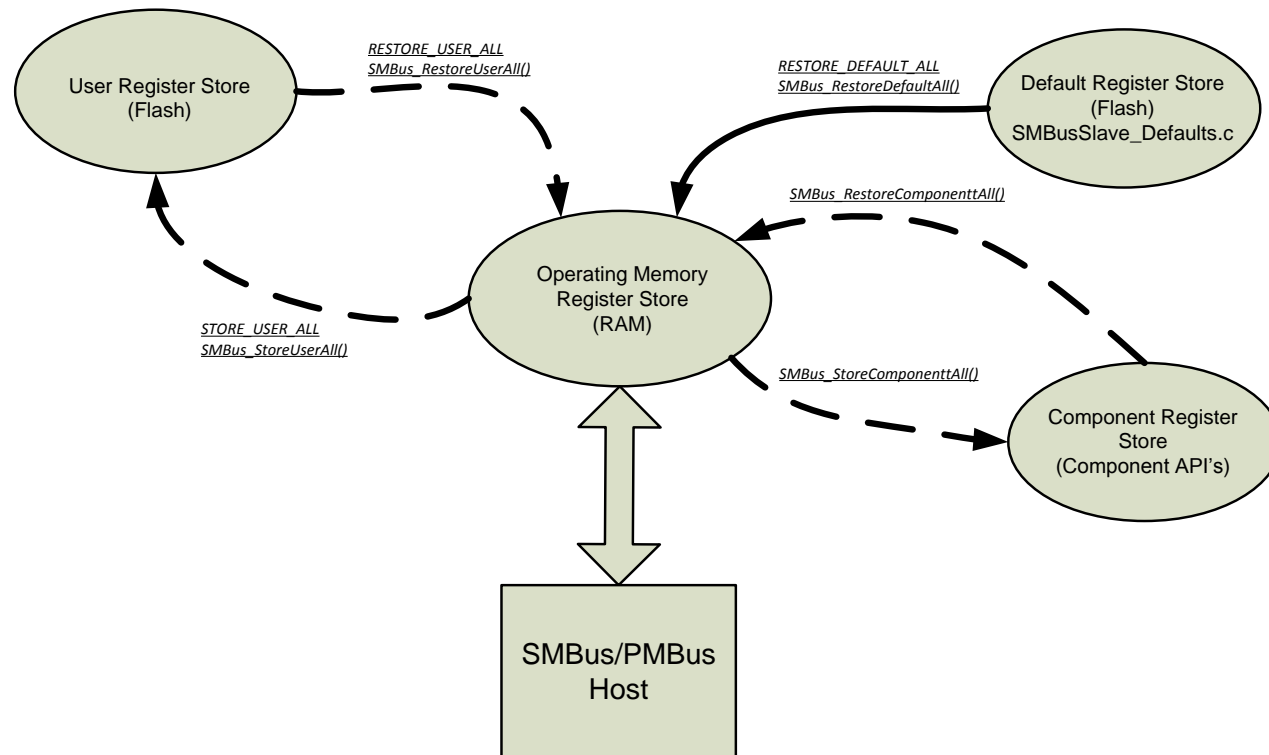 RESTORE_USER_ALL
SMBus_RestoreUserAll()
RESTORE_DEFAULT_ALL
SMBus_RestoreDefaultAll()
User Register Store
(Flash)
Default Register Store
(Flash)
SMBusSlave_Defaults.c
SMBus_RestoreComponenttAll()
Operating Memory
Register Store
(RAM)
STORE_USER_ALL
SMBus_StoreUserAll()
SMBus_StoreComponenttAll()
Component Register
Store
(Component API's)
SMBus/PMBus
Host